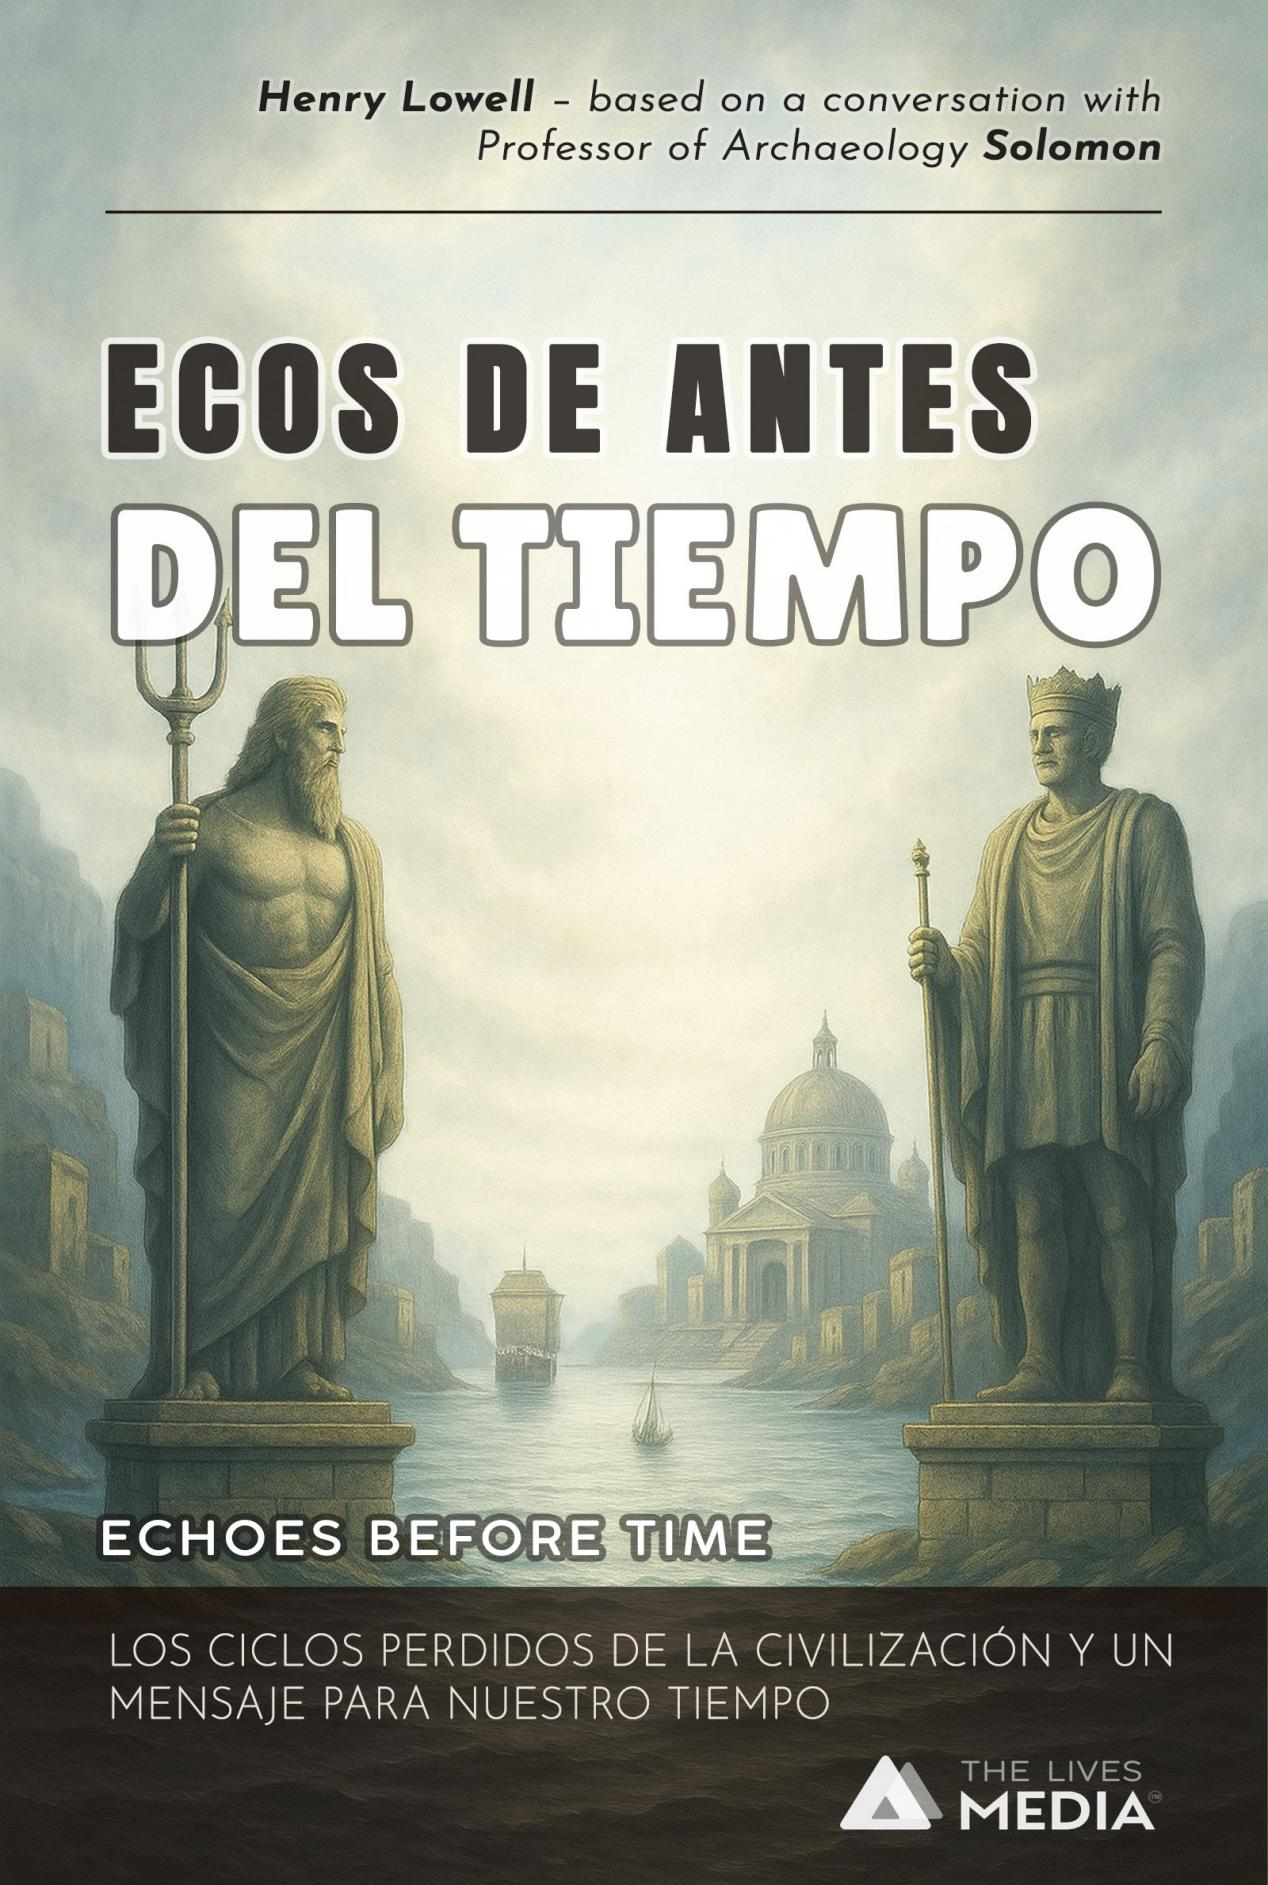 Henry Lowell – based on a conversation with
Professor of Archaeology Solomon
ECOS DE ANTES
DEL TIEMPO
ECHOES BEFORE TIME
LOS CICLOS PERDIDOS DE LA CIVILIZACIÓN Y UN
MENSAJE PARA NUESTRO TIEMPO
THE LIVES
MEDIA™